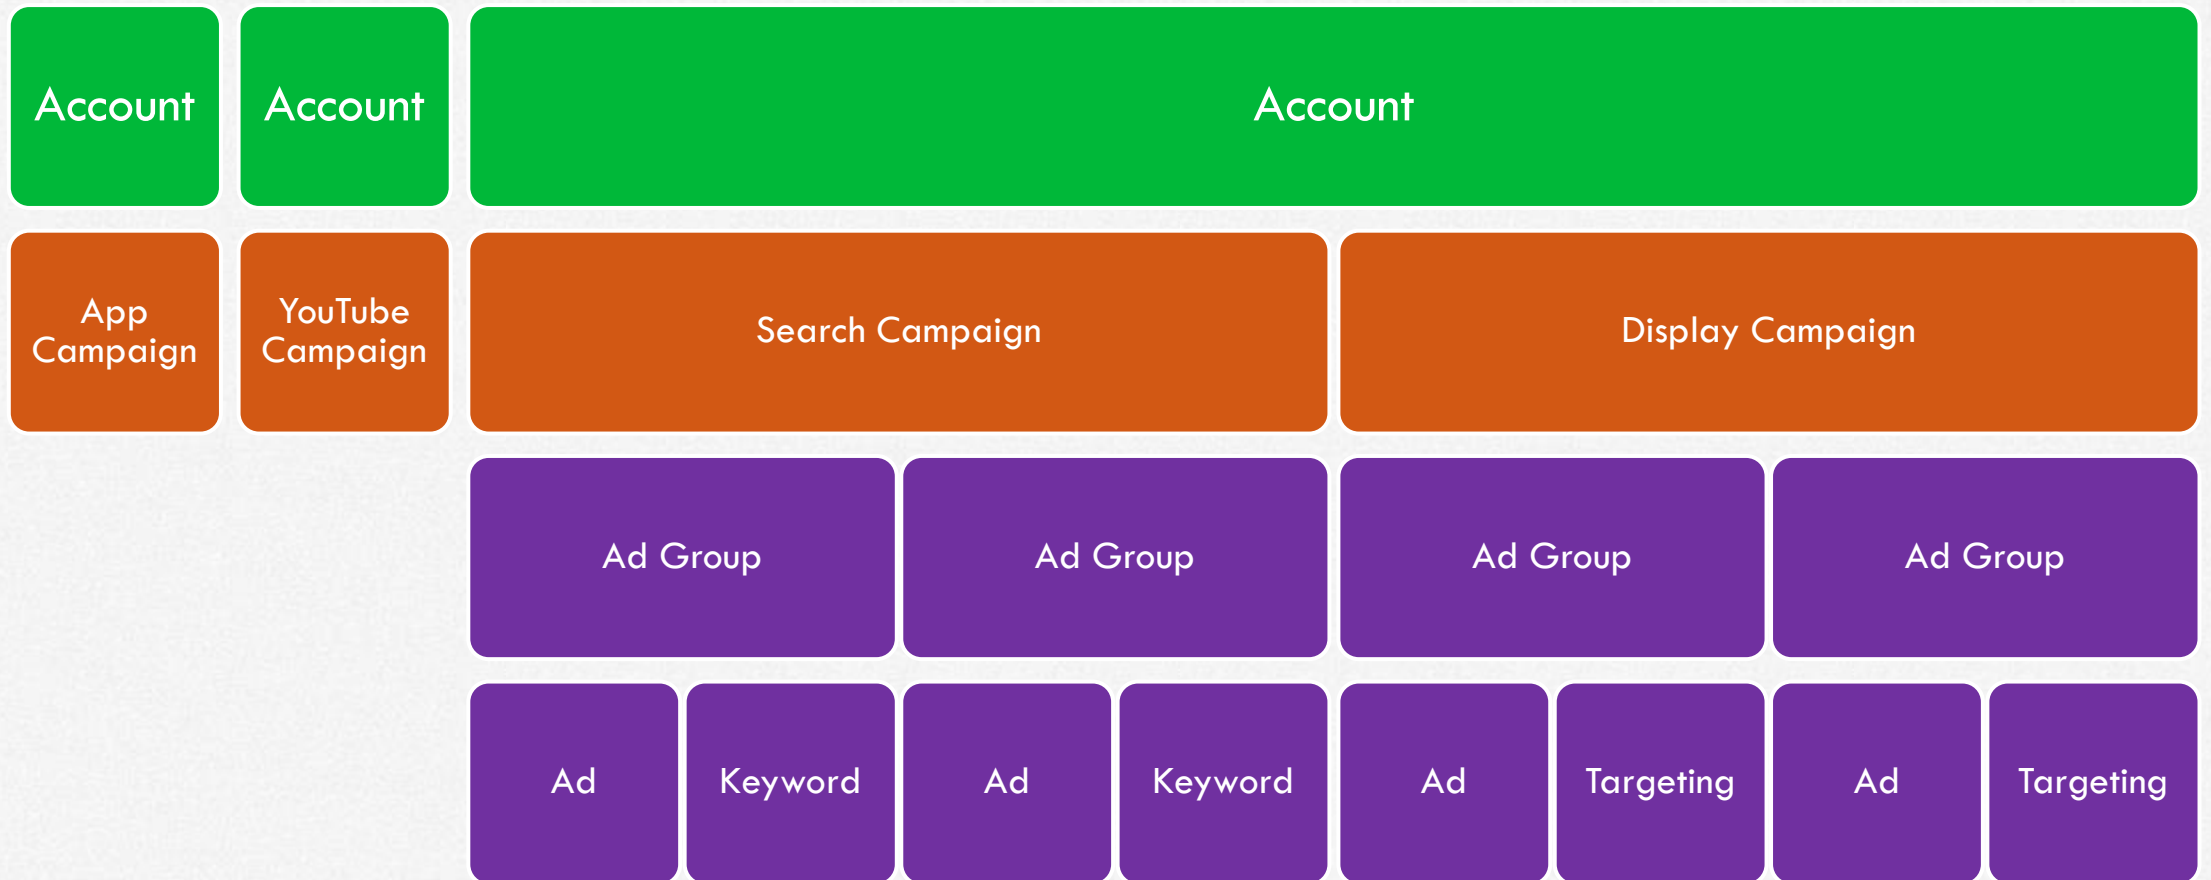 Account
Account
Account
App
Campaign
YouTube
Campaign
Search Campaign
Display Campaign
Ad Group
Ad Group
Ad Group
Ad Group
Ad
Keyword
Ad
Keyword
Ad
Targeting
Ad
Targeting